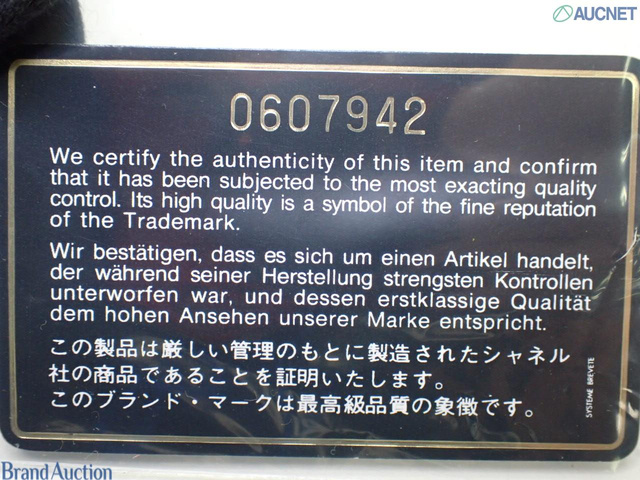 AUCNET
0607942
We certify the authenticity of this item and confirm
that it has been subjected to the most exacting quality
control. Its high quality is a symbol of the fine reputation
of the Trademark.
Wir bestätigen, dass es sich um einen Artikel handelt,
der während seiner Herstellung strengsten Kontrollen
unterworfen war, und dessen erstklassige Qualität
dem hohen Ansehen unserer Marke entspricht.
この製品は厳しい管理のもとに製造されたシャネル
社の商品であることを証明いたします。
このブランド・マークは最高級品質の象徴です。
SYSTEME BREVETE
Brand Auction